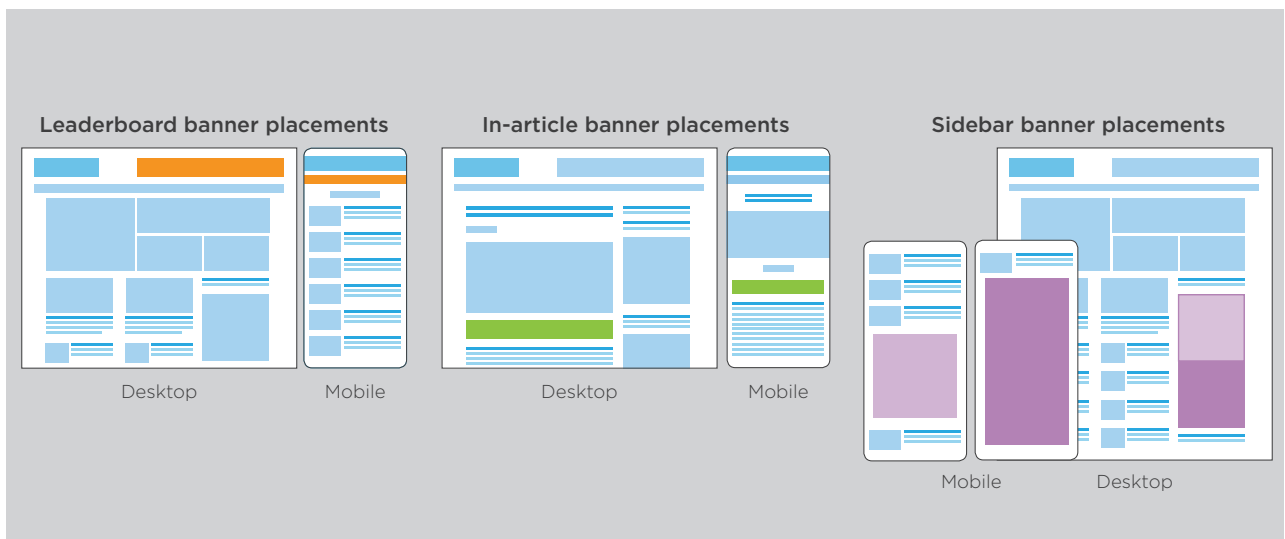 Leaderboard banner placements
Desktop
Mobile
In-article banner placements
Desktop
Mobile
Sidebar banner placements
Mobile
Desktop